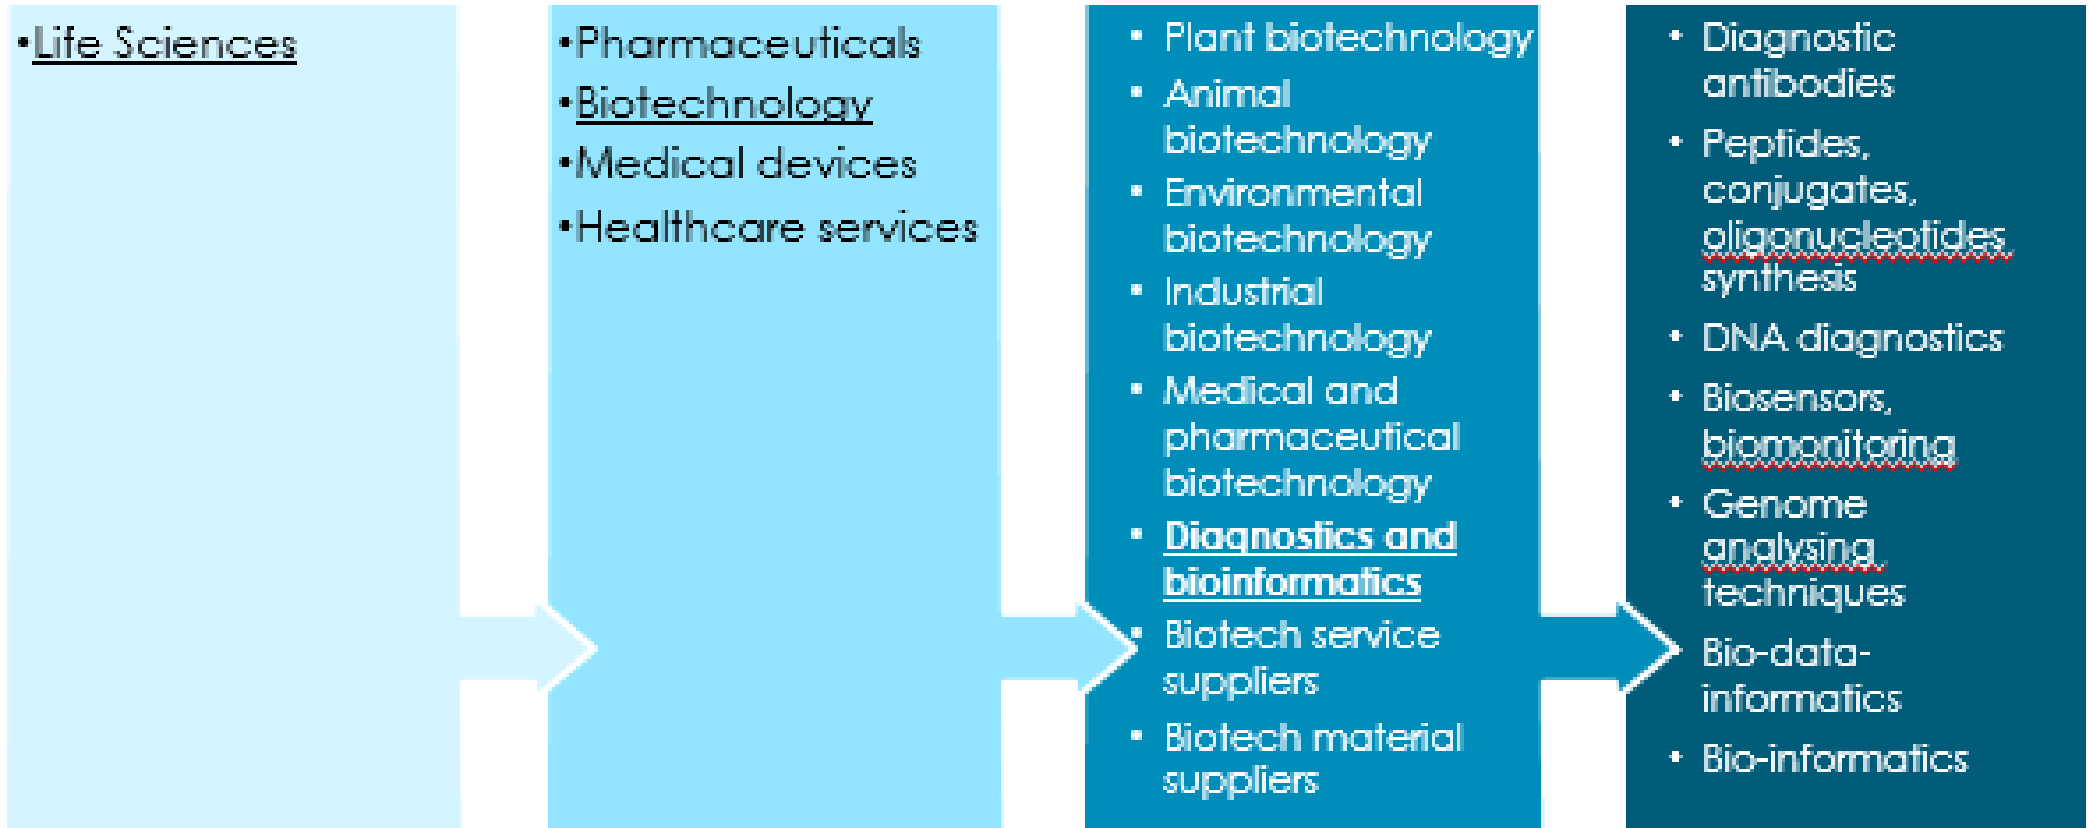 •Life Sciences
•Pharmaceuticals
•Biotechnology
•Medical devices
•Healthcare services
• Plant biotechnology
• Animal
biotechnology
• Environmental
biotechnology
• Industrial
biotechnology
• Medical and
pharmaceutical
biotechnology
• Diagnostics and
bioinformatics
• Biotech service
suppliers
• Biotech material
suppliers
• Diagnostic
antibodies
• Peptides,
conjugates,
oligonucleotides
synthesis
• DNA diagnostics
• Biosensors,
biomonitoring
• Genome
analysing
techniques
• Bio-data-
informatics
• Bio-informatics